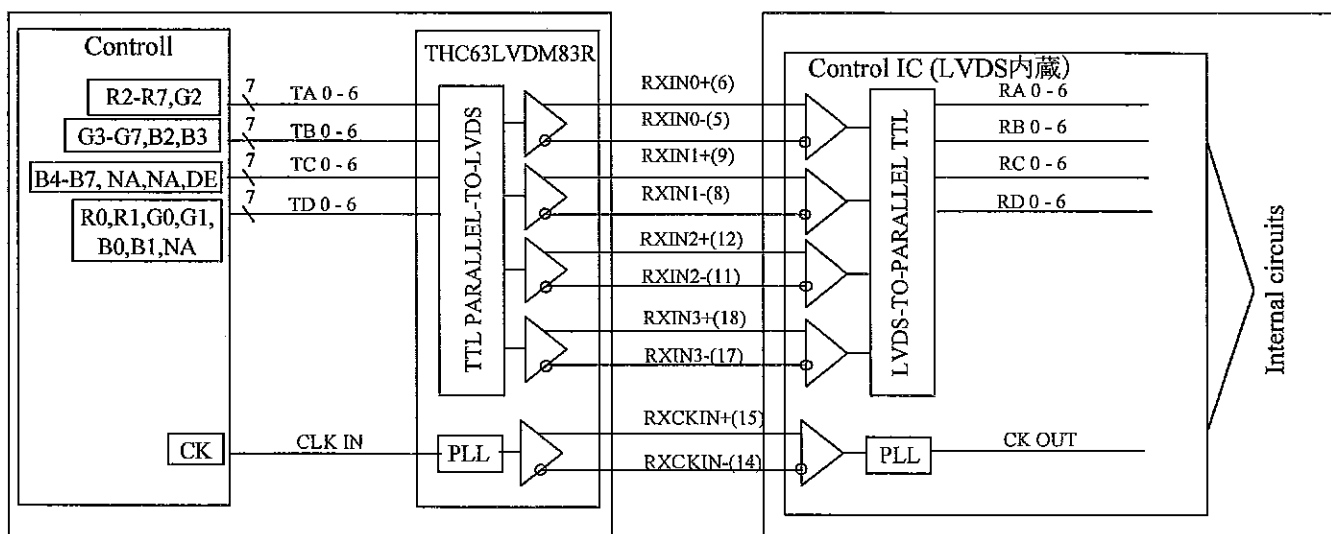 Controll
R2-R7,G2
G3-G7,B2,B3
B4-B7, NA,NA,DE
R0,R1,G0,G1,
B0,B1,NA
CK
7
TA 0 - 6
7
TB 0 - 6
7
TC 0 - 6
7
TD 0 - 6
CLK IN
THC63LVDM83R
TTL PARALLEL-TO-LVDS
PLL
RXIN0+(6)
RXIN0-(5)
RXIN1+(9)
RXIN1-(8)
RXIN2+(12)
RXIN2-(11)
RXIN3+(18)
RXIN3-(17)
RXCKIN+(15)
RXCKIN-(14)
Control IC (LVDS内蔵)
LVDS-TO-PARALLEL TTL
PLL
RA 0 - 6
RB 0 - 6
RC 0 - 6
RD 0 - 6
CK OUT
Internal circuits